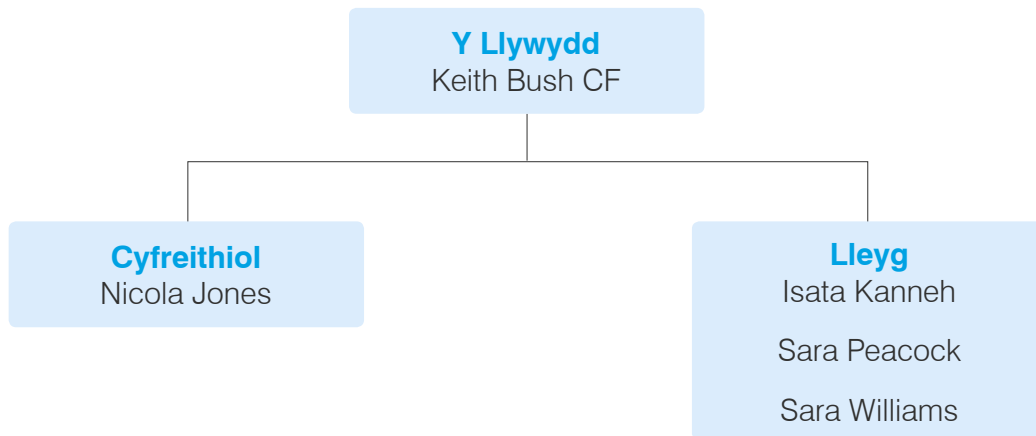 Y Llywydd
Keith Bush CF
Cyfreithiol
Nicola Jones
Lleyg
Isata Kanneh
Sara Peacock
Sara Williams